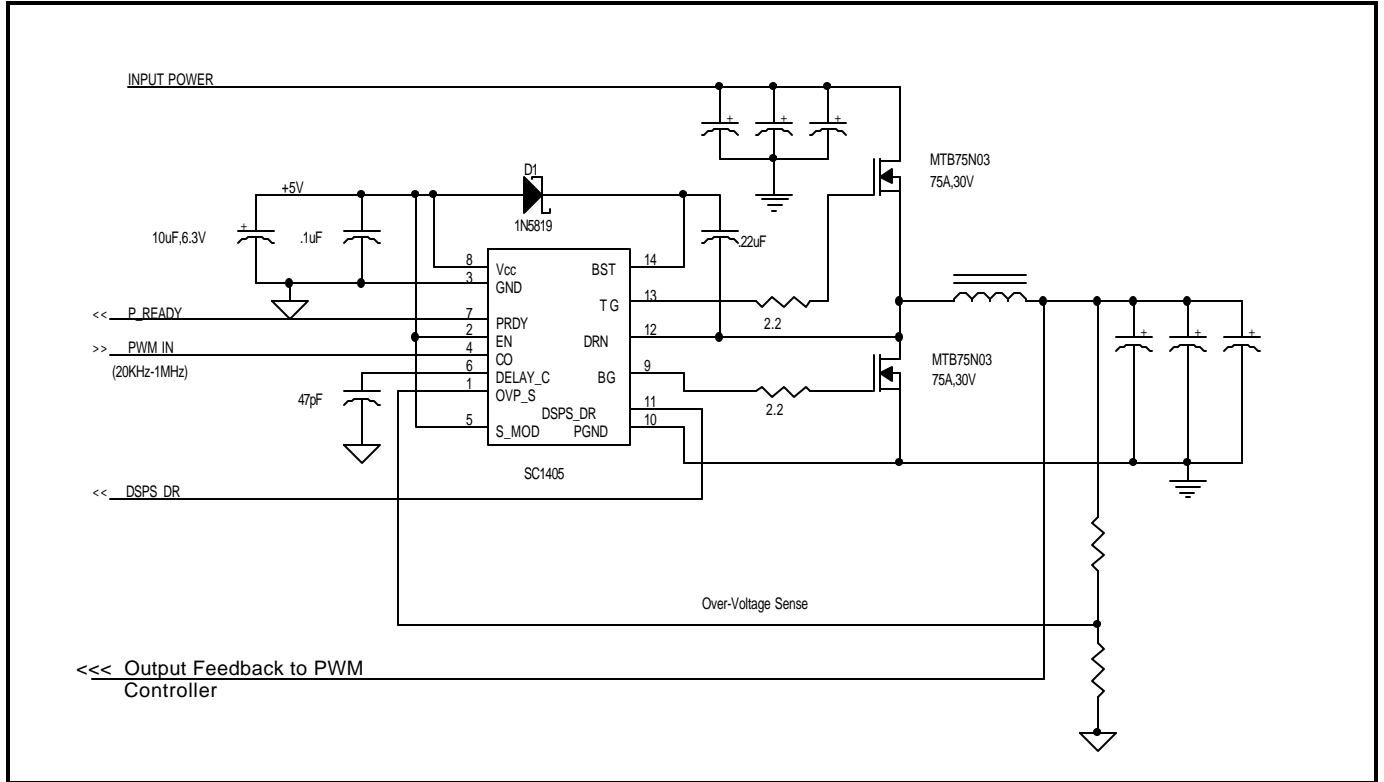 INPUT POWER
MTB75N03
75A,30V
D1
+5V
1N5819
10uF,6.3V
.1uF
.22uF
8 Vcc
BST 14
3 GND
TG 13
2.2
<< P_READY
7 PRDY
2 EN
DRN 12
>> PWM IN
4 CO
(20KHz-1MHz)
6 DELAY_C
BG 9
MTB75N03
75A,30V
47pF
1 OVP_S
2.2
DSPS_DR 11
5 S_MOD
PGND 10
SC1405
<< DSPS_DR
Over-Voltage Sense
<<< Output Feedback to PWM
Controller
+
+
+
+
+
+
+